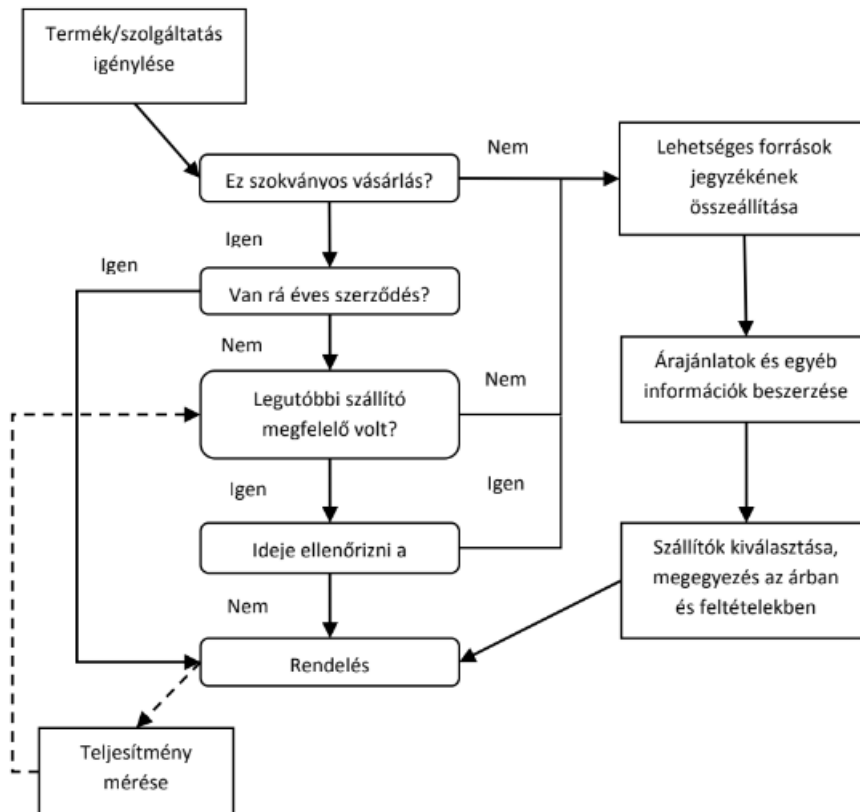 Termék/szolgáltatás
igénylése
Nem
Lehetséges források
jegyzékének
összeállítása
Ez szokványos vásárlás?
Igen
Igen
Van rá éves szerződés?
Nem
Árajánlatok és egyéb
információk beszerzése
Legutóbbi szállító
megfelelő volt?
Nem
Igen
Igen
Ideje ellenőrizni a
Szállítók kiválasztása,
megegyezés az árban
és feltételekben
Nem
Rendelés
Teljesítmény
mérése